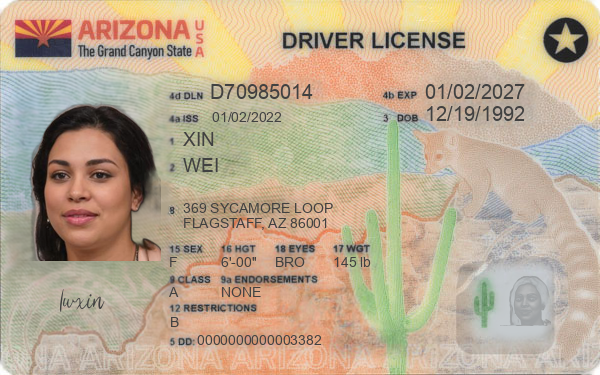 ARIZONA USA
The Grand Canyon State
DRIVER LICENSE
4d DLN D70985014
4b EXP 01/02/2027
4a ISS 01/02/2022
3 DOB 12/19/1992
1 XIN
2 WEI
8 369 SYCAMORE LOOP
FLAGSTAFF, AZ 86001
15 SEX 16 HGT 18 EYES 17 WGT
F 6'-00" BRO 145 lb
9 CLASS 9a ENDORSEMENTS
A NONE
12 RESTRICTIONS
B
5 DD: 0000000000003382
ARIZONA ARIZONA ARIZONA ARIZONA